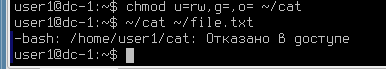 user1@dc-1:~$ chmod u=rw,g=,o= ~/cat
user1@dc-1:~$ ~/cat ~/file.txt
-bash: /home/user1/cat: Отказано в доступе
user1@dc-1:~$